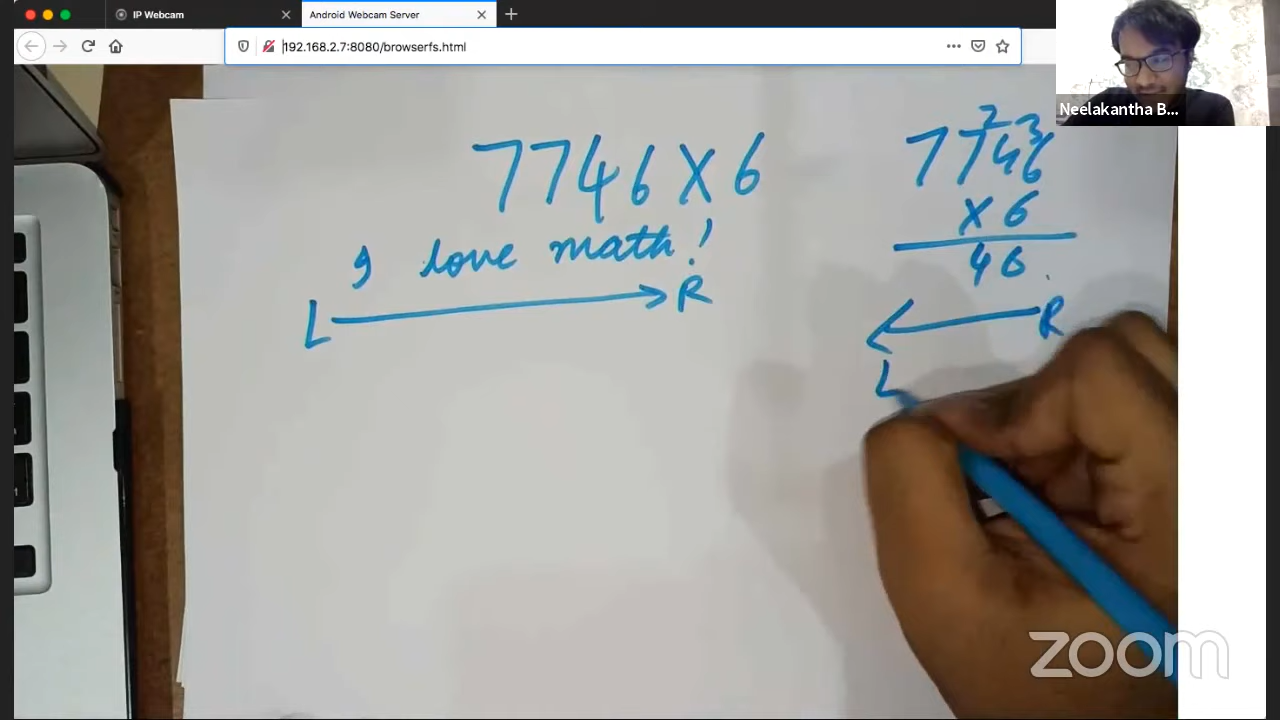 IP Webcam
Android Webcam Server
192.168.2.7:8080/browserfs.html
Neelakantha B...
7746 X 6
I love math!
L R
2 3
7746
X 6
46
R
L
zoom